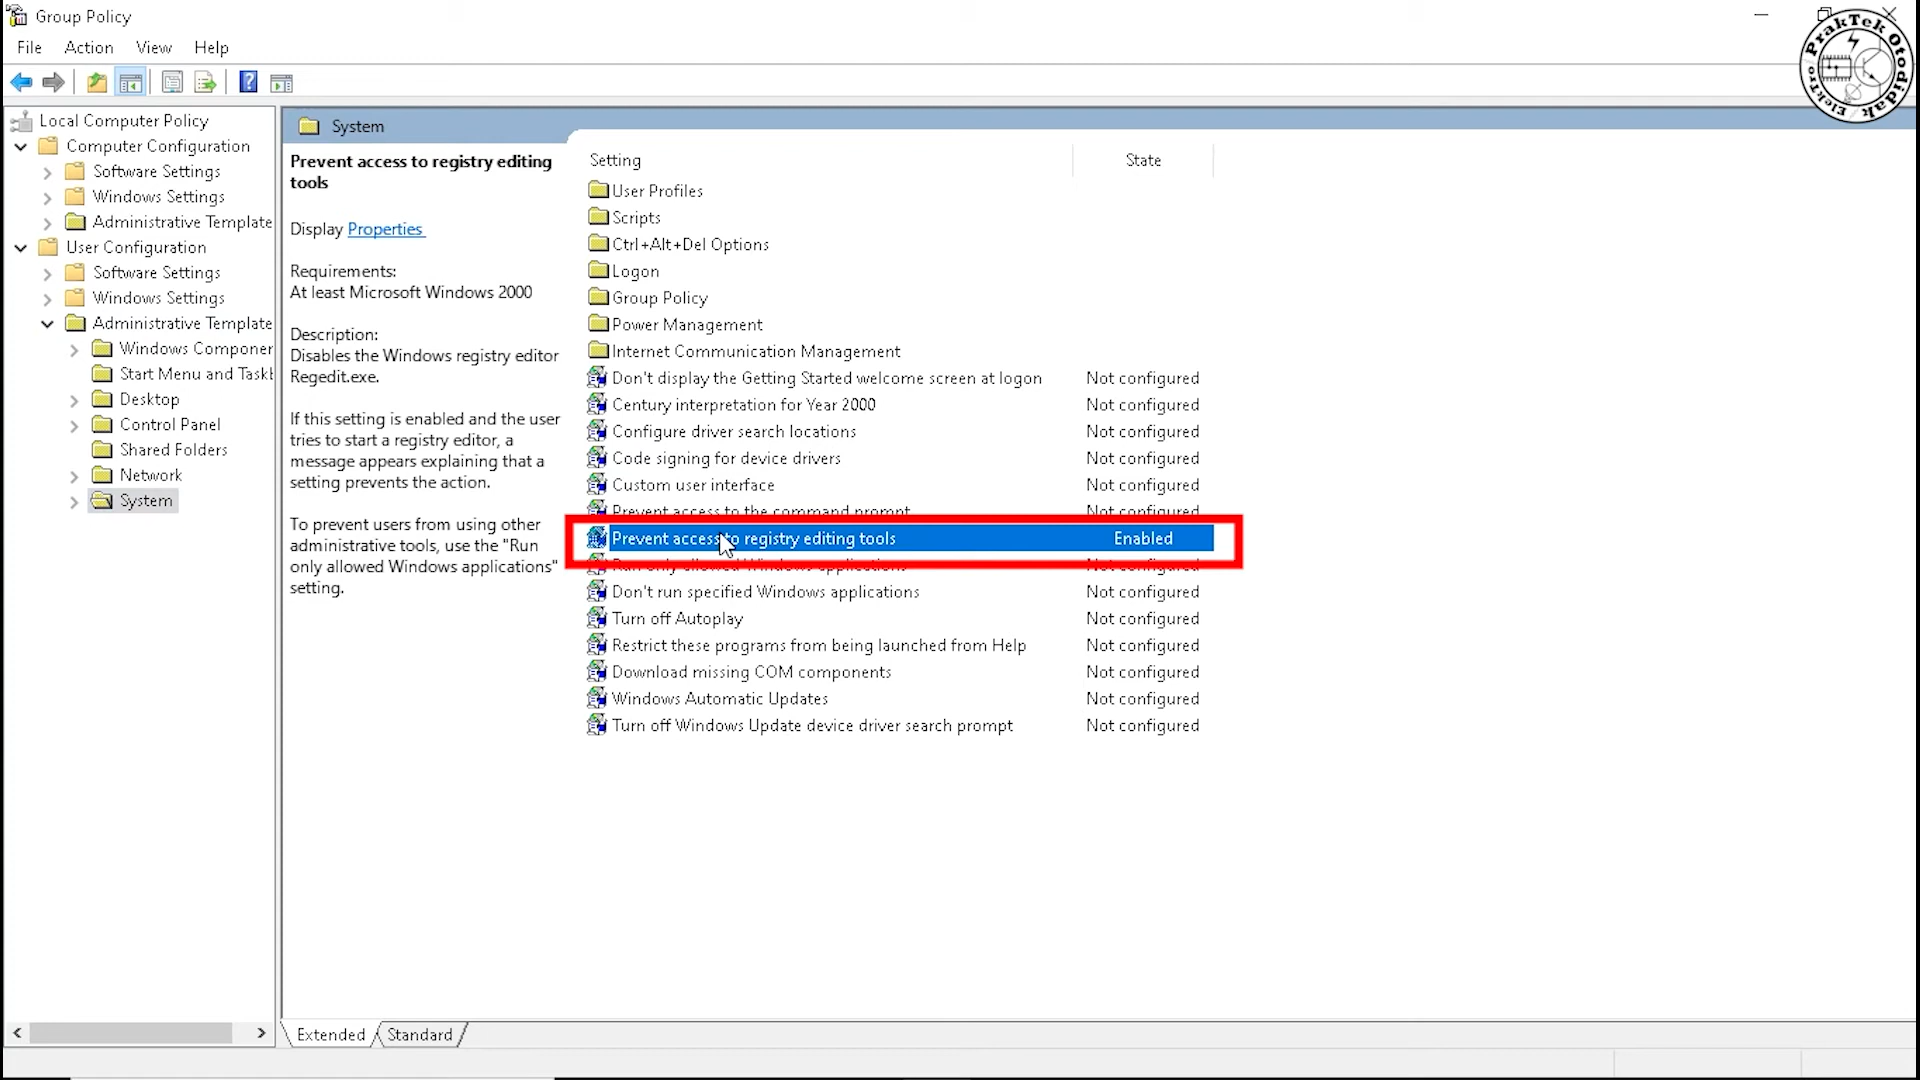 Group Policy
File Action View Help
PrakTek Otodidak
Elektro
Local Computer Policy
Computer Configuration
Software Settings
Windows Settings
Administrative Template
User Configuration
Software Settings
Windows Settings
Administrative Template
Windows Componer
Start Menu and Taskb
Desktop
Control Panel
Shared Folders
Network
System
System
Prevent access to registry editing
tools
Display Properties
Requirements:
At least Microsoft Windows 2000
Description:
Disables the Windows registry editor
Regedit.exe.
If this setting is enabled and the user
tries to start a registry editor, a
message appears explaining that a
setting prevents the action.
To prevent users from using other
administrative tools, use the "Run
only allowed Windows applications"
setting.
Setting State
User Profiles
Scripts
Ctrl+Alt+Del Options
Logon
Group Policy
Power Management
Internet Communication Management
Don't display the Getting Started welcome screen at logon Not configured
Century interpretation for Year 2000 Not configured
Configure driver search locations Not configured
Code signing for device drivers Not configured
Custom user interface Not configured
Prevent access to the command prompt Not configured
Prevent access to registry editing tools Enabled
Run only allowed Windows applications Not configured
Don't run specified Windows applications Not configured
Turn off Autoplay Not configured
Restrict these programs from being launched from Help Not configured
Download missing COM components Not configured
Windows Automatic Updates Not configured
Turn off Windows Update device driver search prompt Not configured
Extended Standard